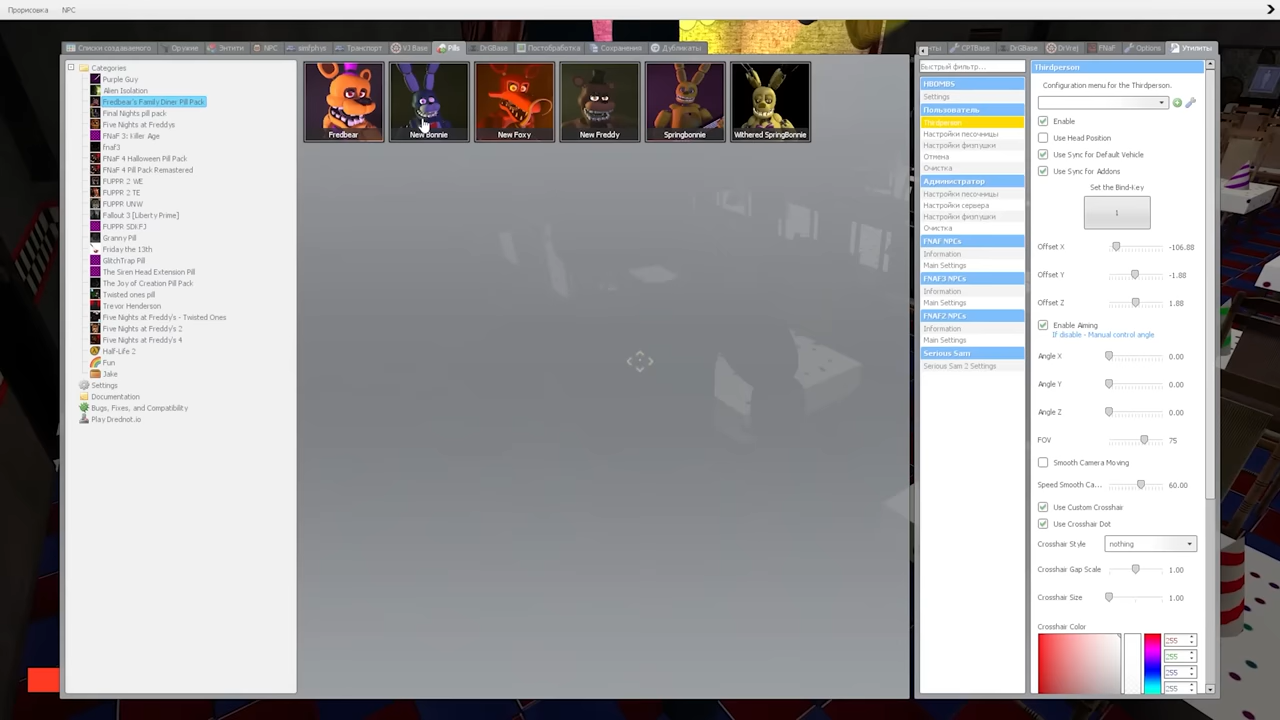 Прорисовка NPC
Списки создаваемого Оружие Энтити NPC simfphys Транспорт VJ Base Pills DrGBase Постобработка Сохранения Дубликаты
CPTBase DrGBase DrVrej FNaF Options Утилиты
Categories
Purple Guy
Alien Isolation
Fredbear's Family Diner Pill Pack
Final Nights pill pack
Five Nights at Freddys
FNaF 3: Killer Age
fnaf3
FNaF 4 Halloween Pill Pack
FNaF 4 Pill Pack Remastered
FUPPR 2 WE
FUPPR 2 TE
FUPPR UNW
Fallout 3 [Liberty Prime]
FUPPR SDI:FJ
Granny Pill
Friday the 13th
GlitchTrap Pill
The Siren Head Extension Pill
The Joy of Creation Pill Pack
Twisted ones pill
Trevor Henderson
Five Nights at Freddy's - Twisted Ones
Five Nights at Freddy's 2
Five Nights at Freddy's 4
Half-Life 2
Fun
Jake
Settings
Documentation
Bugs, Fixes, and Compatibility
Play Drednot.io
Fredbear
New Bonnie
New Foxy
New Freddy
Springbonnie
Withered SpringBonnie
Быстрый фильтр...
HBOMBS
Settings
Пользователь
Thirdperson
Настройки песочницы
Настройки физпушки
Отмена
Очистка
Администратор
Настройки песочницы
Настройки сервера
Настройки физпушки
Очистка
FNAF NPCs
Information
Main Settings
FNAF3 NPCs
Information
Main Settings
FNAF2 NPCs
Information
Main Settings
Serious Sam
Serious Sam 2 Settings
Thirdperson
Configuration menu for the Thirdperson.
Enable
Use Head Position
Use Sync for Default Vehicle
Use Sync for Addons
Set the Bind-Key
1
Offset X -106.88
Offset Y -1.88
Offset Z 1.88
Enable Aiming
If disable - Manual control angle
Angle X 0.00
Angle Y 0.00
Angle Z 0.00
FOV 75
Smooth Camera Moving
Speed Smooth Ca... 60.00
Use Custom Crosshair
Use Crosshair Dot
Crosshair Style nothing
Crosshair Gap Scale 1.00
Crosshair Size 1.00
Crosshair Color
255
255
255
255